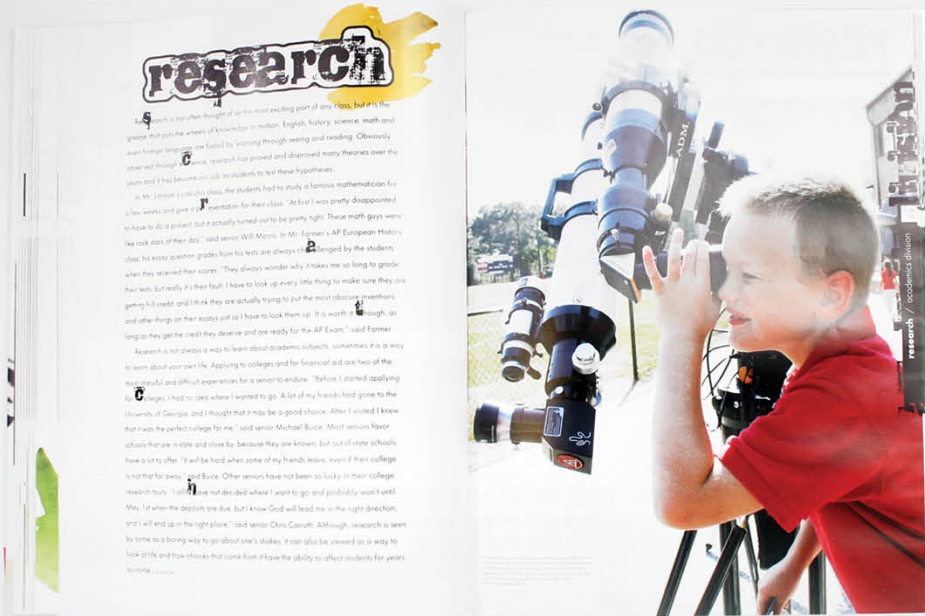 research
Research is not often thought of as the most exciting part of any class, but it is the
grease that puts the wheels of knowledge in motion. English, history, science, math and
even foreign language are fueled by learning through seeing and reading. Obviously
observed through science, research has proved and disproved many theories over the
years and it has become our job as students to test these hypotheses.
In Mr. calculus class, the students had to study a famous mathematician for
a few weeks and give a presentation for their class. "At first I was pretty disappointed
to have to do a project, but it actually turned out to be pretty tight. These math guys were
like rock stars of their day," said senior Will Morris. In Mr. Farmer's AP European History
class, his essay question grades from his tests are always challenged by the students
when they received their scores. "They always wonder why it takes me so long to grade
their tests, but really it's their fault. I have to look up every little thing to make sure they are
getting full credit, and I think they are actually trying to put the most obscure inventions
and other things on their essays just so I have to look them up. It is worth it though, as
long as they get the credit they deserve and are ready for the AP Exam," said Farmer.
Research is not always a way to learn about academic subjects, sometimes it is a way
to learn about your own life. Applying to colleges and for financial aid are two of the
most stressful and difficult experiences for a senior to endure. "Before I started applying
for colleges, I had no idea where I wanted to go. A lot of my friends had gone to the
University of Georgia, and I thought that it may be a good choice. After I visited I knew
that it was the perfect college for me," said senior Michael Buice. Most seniors favor
schools that are in-state and close by, because they are known, but out-of-state schools
have a lot to offer. "It will be hard when some of my friends leave, even if their college
is not that far away," said Buice. Other seniors have not been so lucky in their college
research tours. "I still have not decided where I want to go and probably won't until
May 1st when the deposits are due, but I know God will lead me in the right direction,
and I will end up in the right place," said senior Chris Carruth. Although, research is seen
by some as a boring way to go about one's studies, it can also be viewed as a way to
look at life and how choices that come from it have the ability to affect students for years
to come.
ADM
division
research / academics division